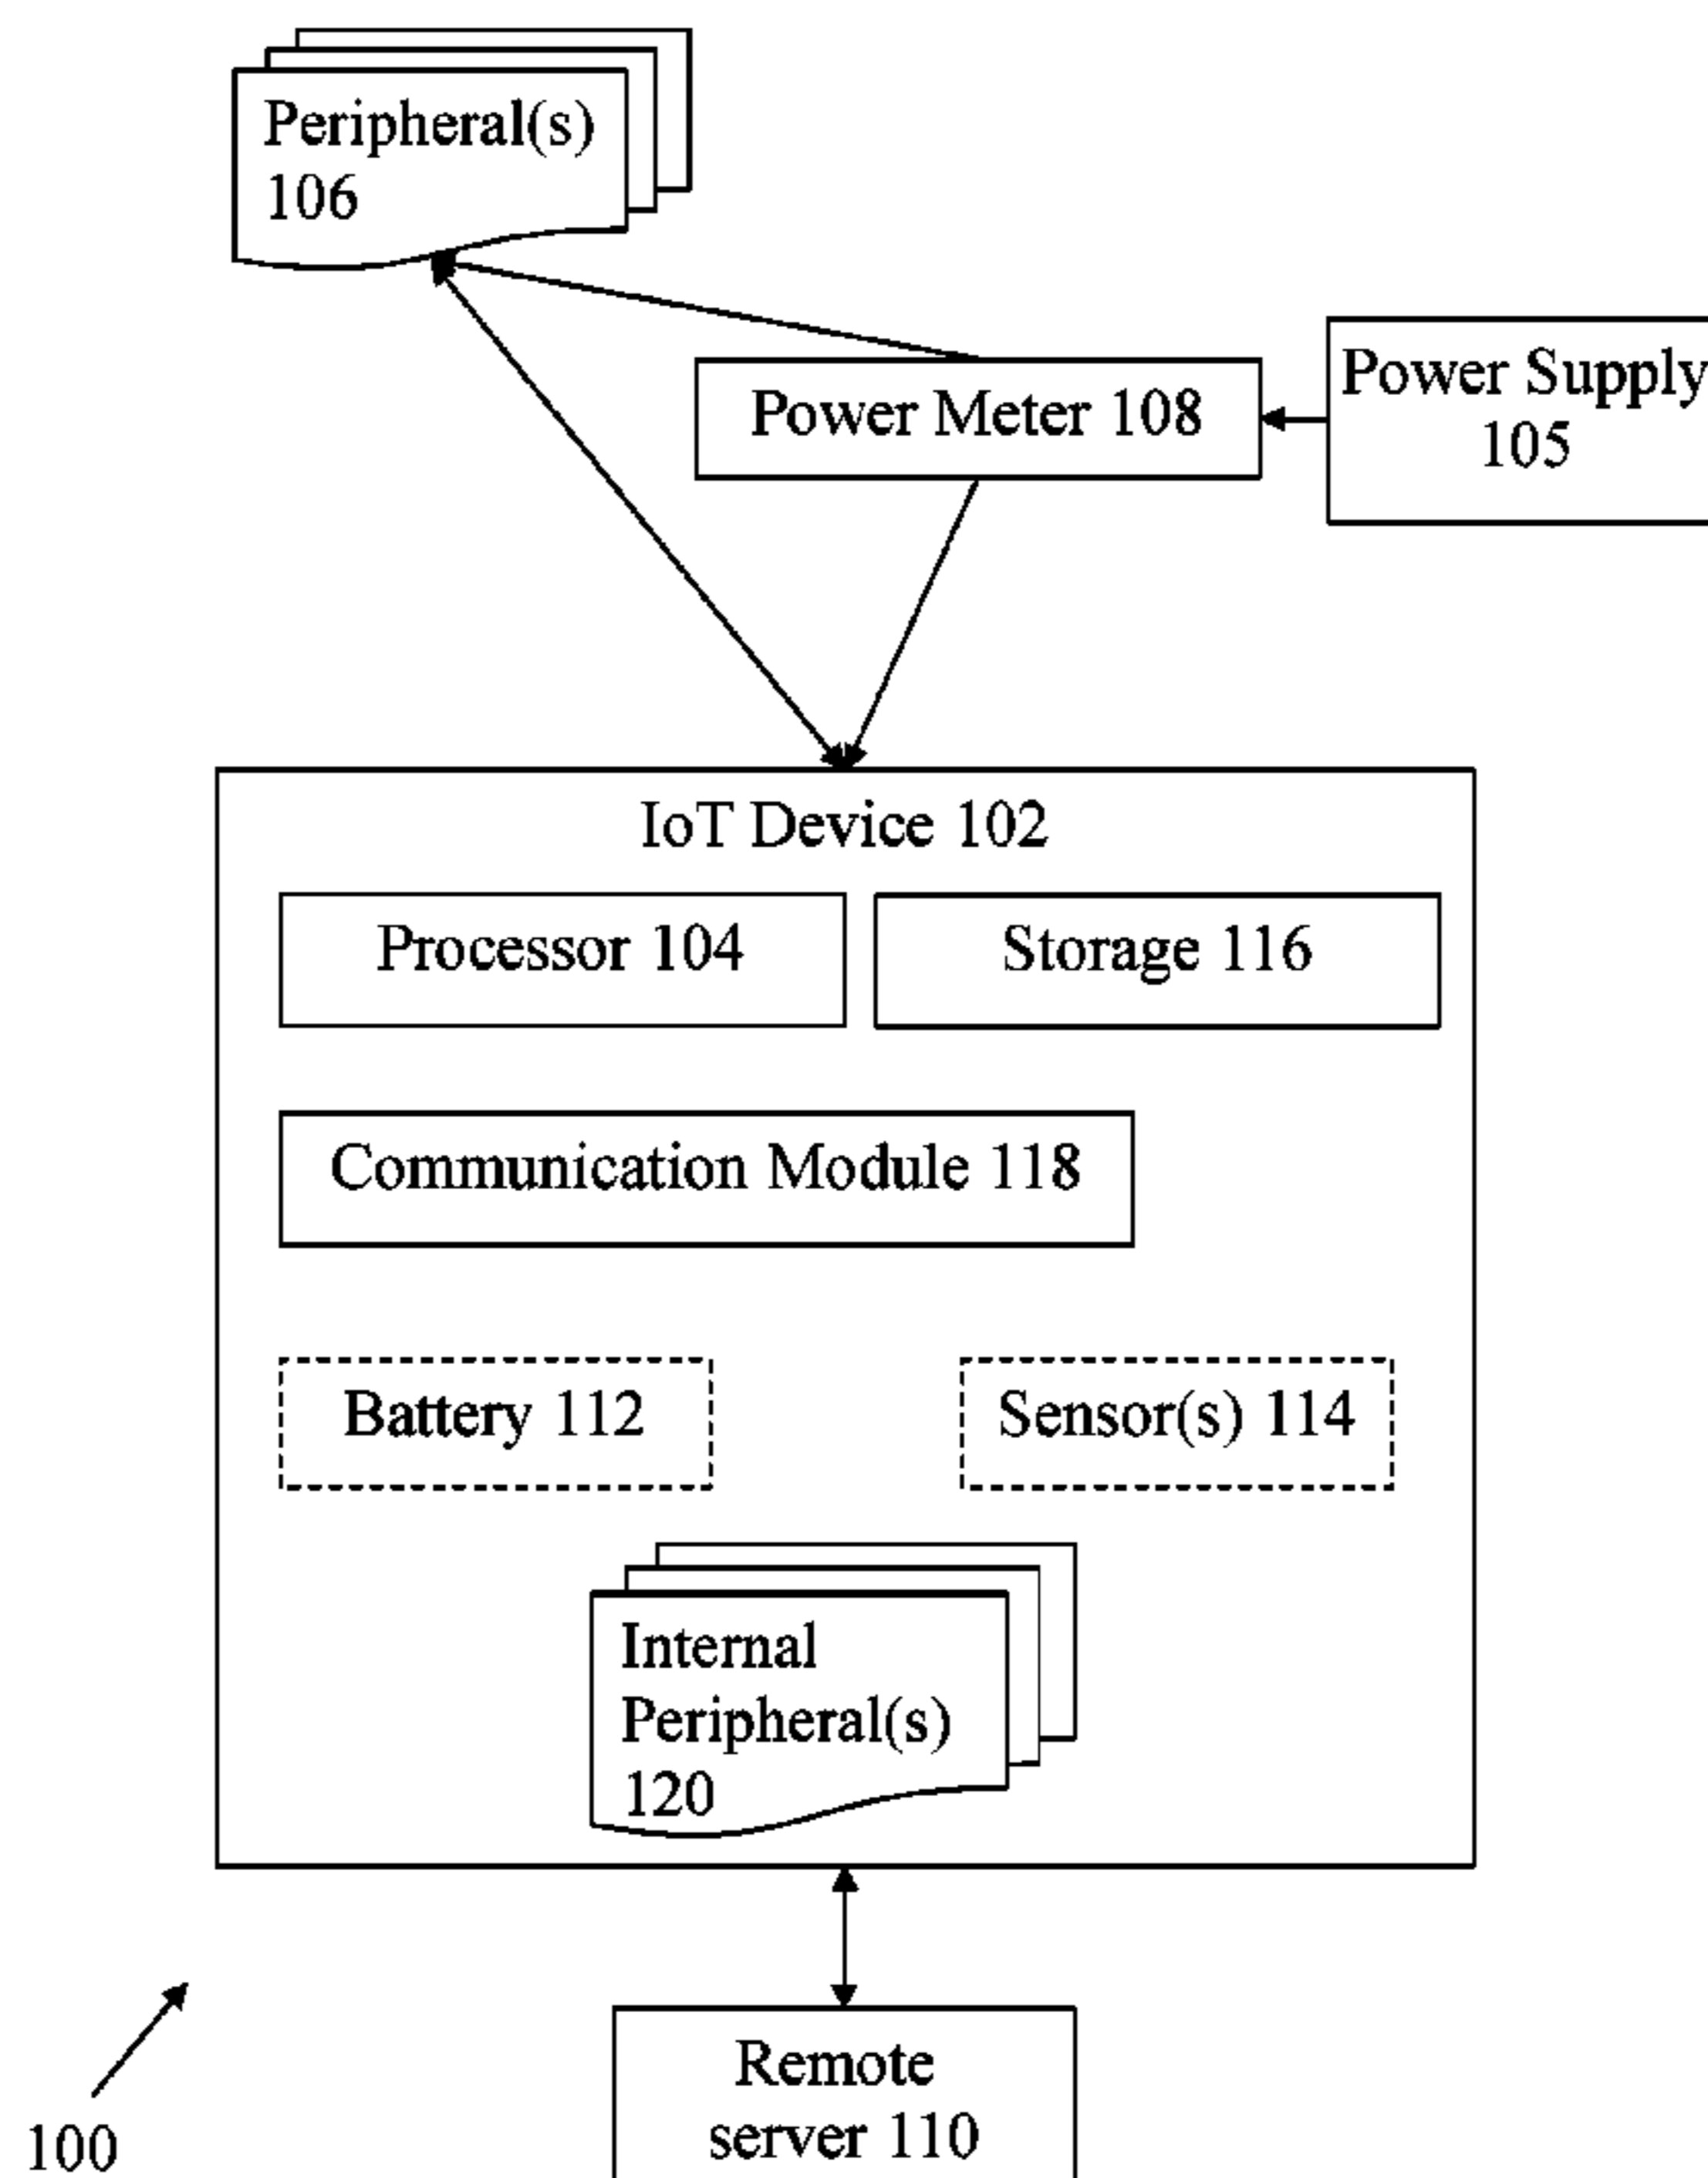 Peripheral(s)
106
Power Meter 108
Power Supply
105
IoT Device 102
Processor 104
Storage 116
Communication Module 118
Battery 112
Sensor(s) 114
Internal
Peripheral(s)
120
Remote
server 110
100